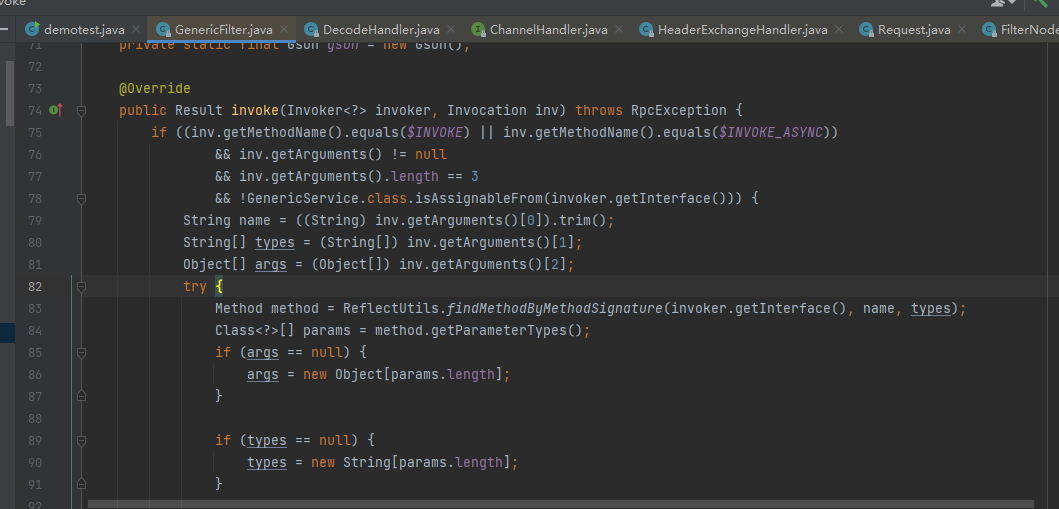 voke
demotest.java GenericFilter.java DecodeHandler.java ChannelHandler.java HeaderExchangeHandler.java Request.java FilterNode
71 private static final Gson gson = new Gson();
72
73 @Override
74 public Result invoke(Invoker<?> invoker, Invocation inv) throws RpcException {
75 if ((inv.getMethodName().equals($INVOKE) || inv.getMethodName().equals($INVOKE_ASYNC))
76 && inv.getArguments() != null
77 && inv.getArguments().length == 3
78 && !GenericService.class.isAssignableFrom(invoker.getInterface())) {
79 String name = ((String) inv.getArguments()[0]).trim();
80 String[] types = (String[]) inv.getArguments()[1];
81 Object[] args = (Object[]) inv.getArguments()[2];
82 try {
83 Method method = ReflectUtils.findMethodByMethodSignature(invoker.getInterface(), name, types);
84 Class<?>[] params = method.getParameterTypes();
85 if (args == null) {
86 args = new Object[params.length];
87 }
88
89 if (types == null) {
90 types = new String[params.length];
91 }
92